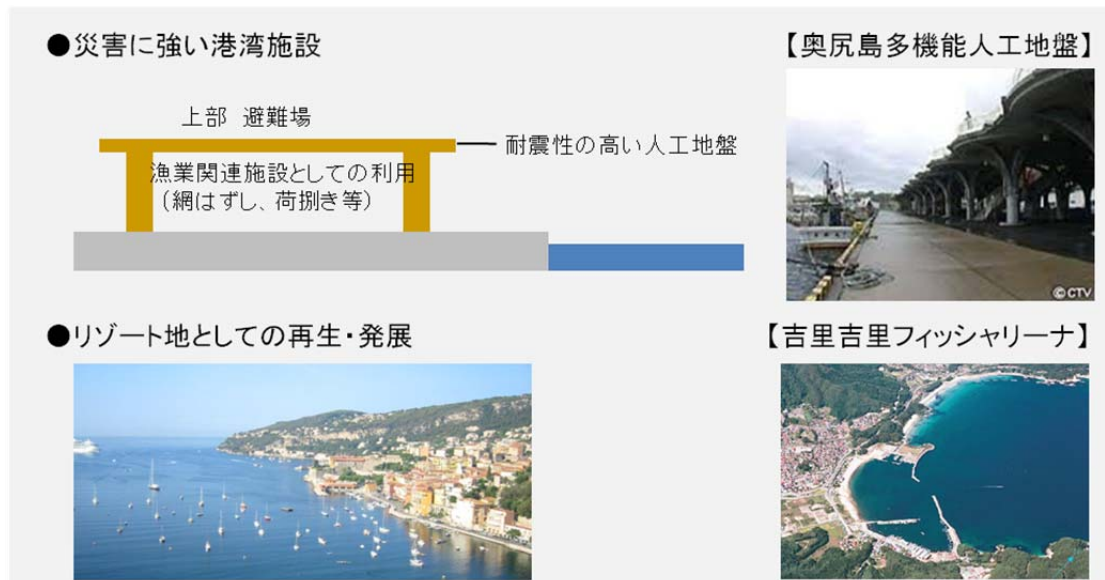 ●災害に強い港湾施設
【奥尻島多機能人工地盤】
上部 避難場
耐震性の高い人工地盤
漁業関連施設としての利用
（網はずし、荷捌き等）
©CTV
●リゾート地としての再生・発展
【吉里吉里フィッシャリーナ】